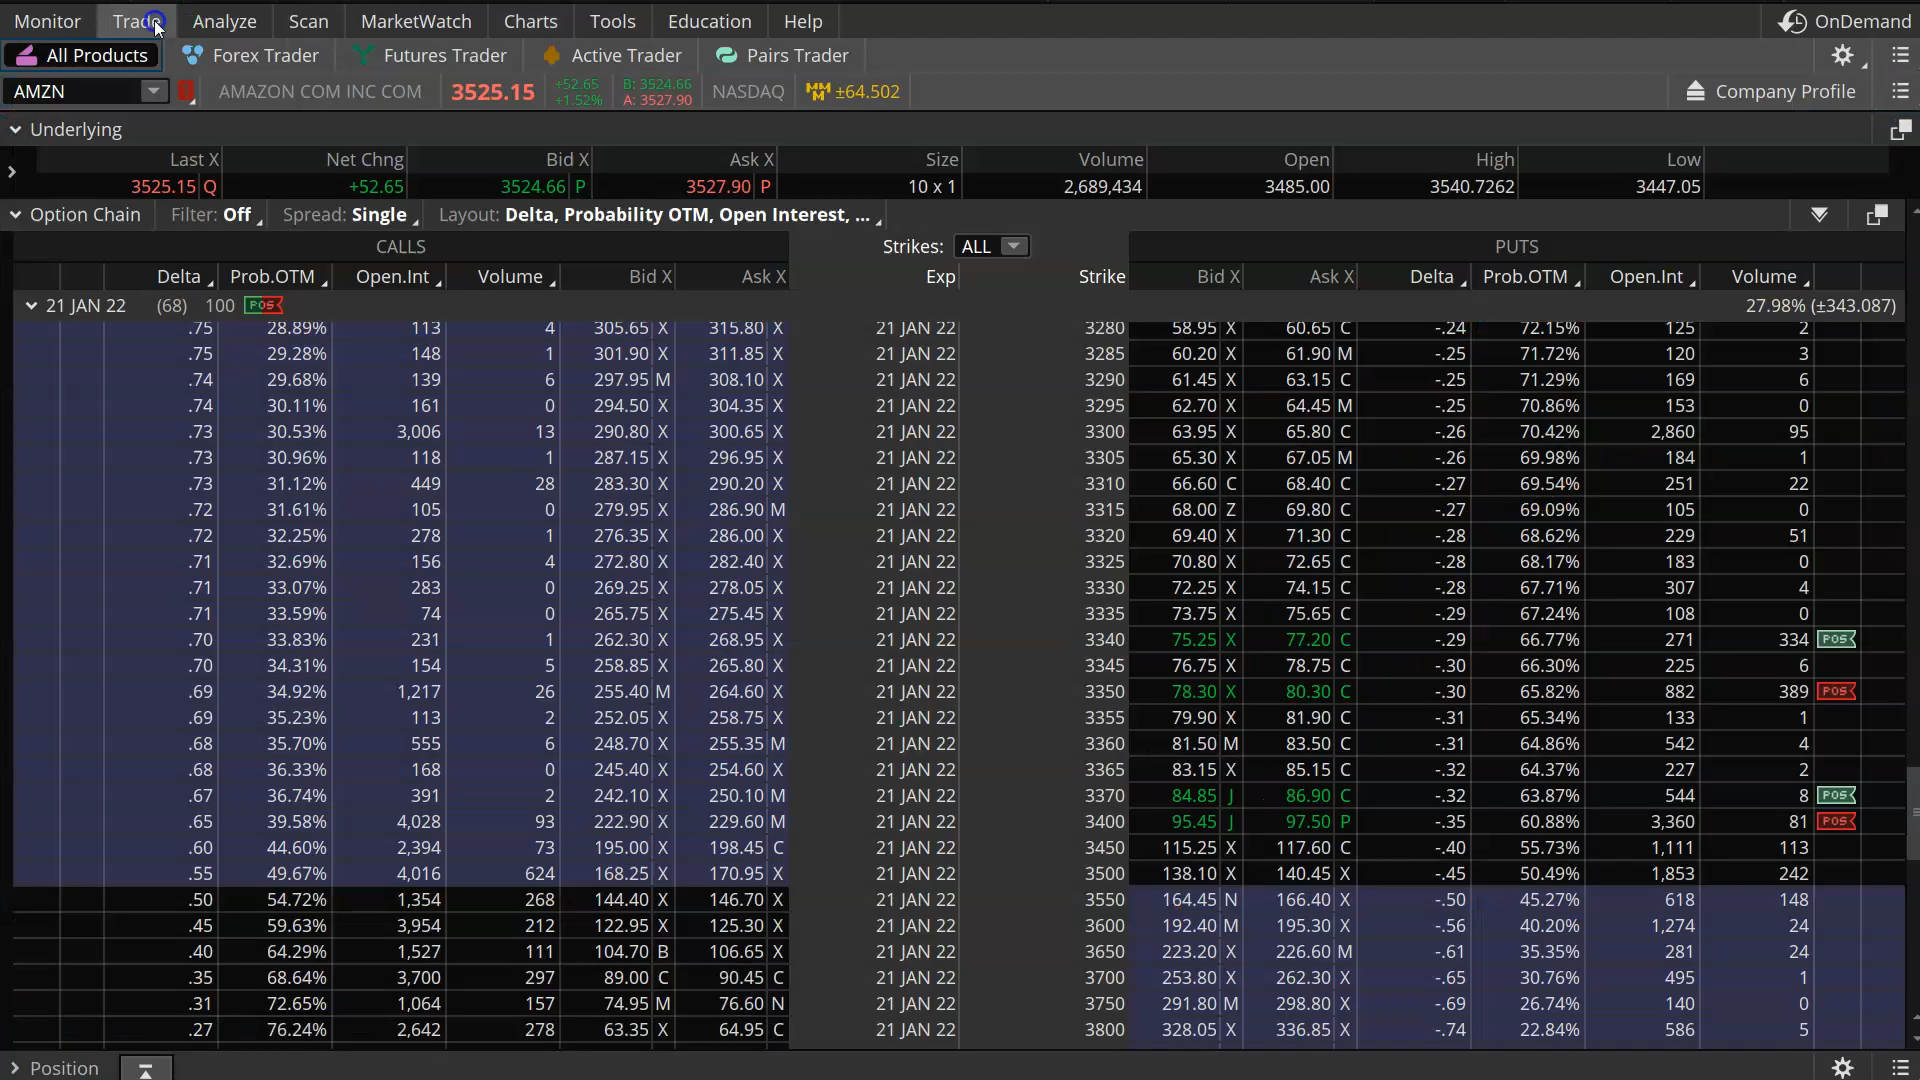 Monitor Trade Analyze Scan MarketWatch Charts Tools Education Help OnDemand
All Products Forex Trader Futures Trader Active Trader Pairs Trader
AMZN AMAZON COM INC COM 3525.15 +52.65 +1.52% B: 3524.66 A: 3527.90 NASDAQ ±64.502 Company Profile
Underlying
Last X Net Chng Bid X Ask X Size Volume Open High Low
3525.15 Q +52.65 3524.66 P 3527.90 P 10 x 1 2,689,434 3485.00 3540.7262 3447.05
Option Chain Filter: Off Spread: Single Layout: Delta, Probability OTM, Open Interest, ...
CALLS Strikes: ALL PUTS
Delta Prob.OTM Open.Int Volume Bid X Ask X Exp Strike Bid X Ask X Delta Prob.OTM Open.Int Volume
21 JAN 22 (68) 100 POS 27.98% (±343.087)
.75 28.89% 113 4 305.65 X 315.80 X 21 JAN 22 3280 58.95 X 60.65 C -.24 72.15% 125 2
.75 29.28% 148 1 301.90 X 311.85 X 21 JAN 22 3285 60.20 X 61.90 M -.25 71.72% 120 3
.74 29.68% 139 6 297.95 M 308.10 X 21 JAN 22 3290 61.45 X 63.15 C -.25 71.29% 169 6
.74 30.11% 161 0 294.50 X 304.35 X 21 JAN 22 3295 62.70 X 64.45 M -.25 70.86% 153 0
.73 30.53% 3,006 13 290.80 X 300.65 X 21 JAN 22 3300 63.95 X 65.80 C -.26 70.42% 2,860 95
.73 30.96% 118 1 287.15 X 296.95 X 21 JAN 22 3305 65.30 X 67.05 M -.26 69.98% 184 1
.73 31.12% 449 28 283.30 X 290.20 X 21 JAN 22 3310 66.60 C 68.40 C -.27 69.54% 251 22
.72 31.61% 105 0 279.95 X 286.90 M 21 JAN 22 3315 68.00 Z 69.80 C -.27 69.09% 105 0
.72 32.25% 278 1 276.35 X 286.00 X 21 JAN 22 3320 69.40 X 71.30 C -.28 68.62% 229 51
.71 32.69% 156 4 272.80 X 282.40 X 21 JAN 22 3325 70.80 X 72.65 C -.28 68.17% 183 0
.71 33.07% 283 0 269.25 X 278.05 X 21 JAN 22 3330 72.25 X 74.15 C -.28 67.71% 307 4
.71 33.59% 74 0 265.75 X 275.45 X 21 JAN 22 3335 73.75 X 75.65 C -.29 67.24% 108 0
.70 33.83% 231 1 262.30 X 268.95 X 21 JAN 22 3340 75.25 X 77.20 C -.29 66.77% 271 334 POS
.70 34.31% 154 5 258.85 X 265.80 X 21 JAN 22 3345 76.75 X 78.75 C -.30 66.30% 225 6
.69 34.92% 1,217 26 255.40 M 264.60 X 21 JAN 22 3350 78.30 X 80.30 C -.30 65.82% 882 389 POS
.69 35.23% 113 2 252.05 X 258.75 X 21 JAN 22 3355 79.90 X 81.90 C -.31 65.34% 133 1
.68 35.70% 555 6 248.70 X 255.35 M 21 JAN 22 3360 81.50 M 83.50 C -.31 64.86% 542 4
.68 36.33% 168 0 245.40 X 254.60 X 21 JAN 22 3365 83.15 X 85.15 C -.32 64.37% 227 2
.67 36.74% 391 2 242.10 X 250.10 M 21 JAN 22 3370 84.85 J 86.90 C -.32 63.87% 544 8 POS
.65 39.58% 4,028 93 222.90 X 229.60 M 21 JAN 22 3400 95.45 J 97.50 P -.35 60.88% 3,360 81 POS
.60 44.60% 2,394 73 195.00 X 198.45 C 21 JAN 22 3450 115.25 X 117.60 C -.40 55.73% 1,111 113
.55 49.67% 4,016 624 168.25 X 170.95 X 21 JAN 22 3500 138.10 X 140.45 X -.45 50.49% 1,853 242
.50 54.72% 1,354 268 144.40 X 146.70 X 21 JAN 22 3550 164.45 N 166.40 X -.50 45.27% 618 148
.45 59.63% 3,954 212 122.95 X 125.30 X 21 JAN 22 3600 192.40 M 195.30 X -.56 40.20% 1,274 24
.40 64.29% 1,527 111 104.70 B 106.65 X 21 JAN 22 3650 223.20 X 226.60 M -.61 35.35% 281 24
.35 68.64% 3,700 297 89.00 C 90.45 C 21 JAN 22 3700 253.80 X 262.30 X -.65 30.76% 495 1
.31 72.65% 1,064 157 74.95 M 76.60 N 21 JAN 22 3750 291.80 M 298.80 X -.69 26.74% 140 0
.27 76.24% 2,642 278 63.35 X 64.95 C 21 JAN 22 3800 328.05 X 336.85 X -.74 22.84% 586 5
Position